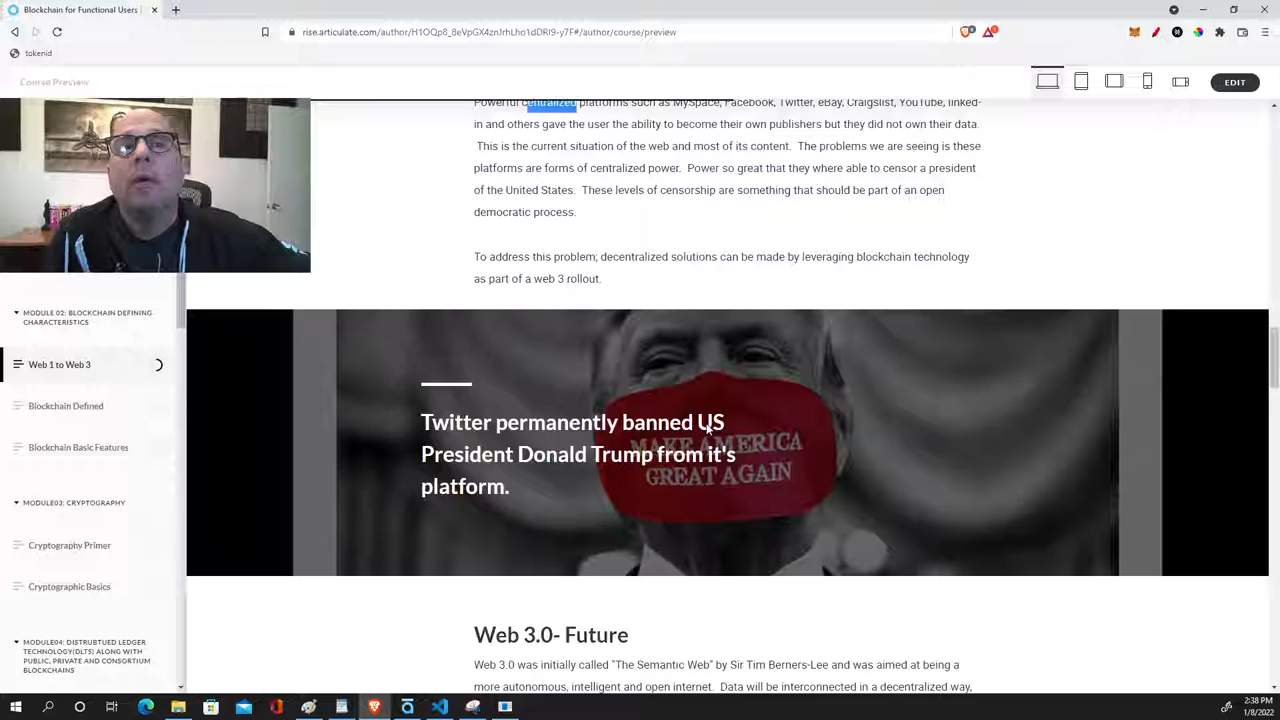 Blockchain for Functional Users |
rise.articulate.com/author/H1OQp8_8eVpGX4znJrhLho1dDRI9-y7F#/author/course/preview
tokenid
Course Preview
EDIT
Powerful centralized platforms such as MySpace, Facebook, Twitter, eBay, Craigslist, YouTube, linked-
in and others gave the user the ability to become their own publishers but they did not own their data.
This is the current situation of the web and most of its content. The problems we are seeing is these
platforms are forms of centralized power. Power so great that they where able to censor a president
of the United States. These levels of censorship are something that should be part of an open
democratic process.
To address this problem; decentralized solutions can be made by leveraging blockchain technology
as part of a web 3 rollout.
MODULE 02: BLOCKCHAIN DEFINING
CHARACTERISTICS
Web 1 to Web 3
Blockchain Defined
Blockchain Basic Features
MODULE03: CRYPTOGRAPHY
Cryptography Primer
Cryptographic Basics
MODULE04: DISTRUBTUED LEDGER
TECHNOLOGY(DLTS) ALONG WITH
PUBLIC, PRIVATE AND CONSORTIUM
BLOCKCHAINS
Twitter permanently banned US
President Donald Trump from it's
platform.
MAKE AMERICA
GREAT AGAIN
Web 3.0- Future
Web 3.0 was initially called "The Semantic Web" by Sir Tim Berners-Lee and was aimed at being a
more autonomous, intelligent and open internet. Data will be interconnected in a decentralized way,
2:38 PM
1/8/2022